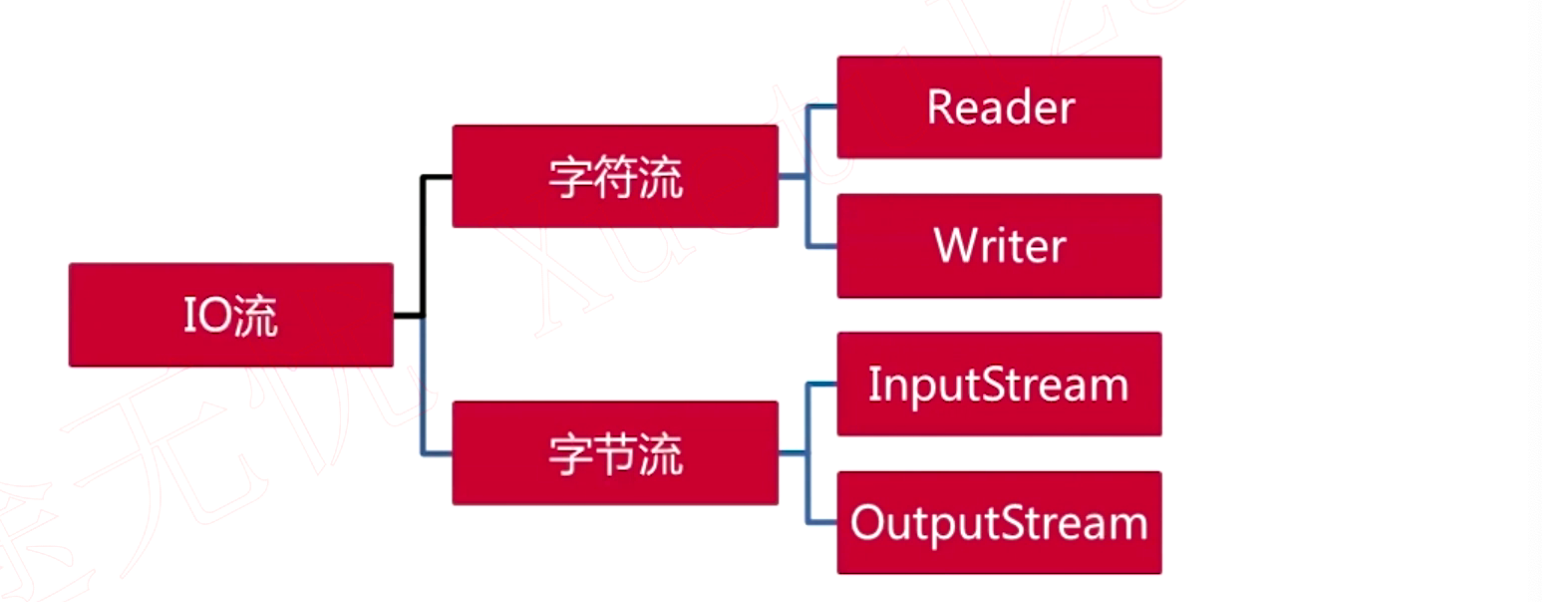 IO流
字符流
Reader
Writer
字节流
InputStream
OutputStream